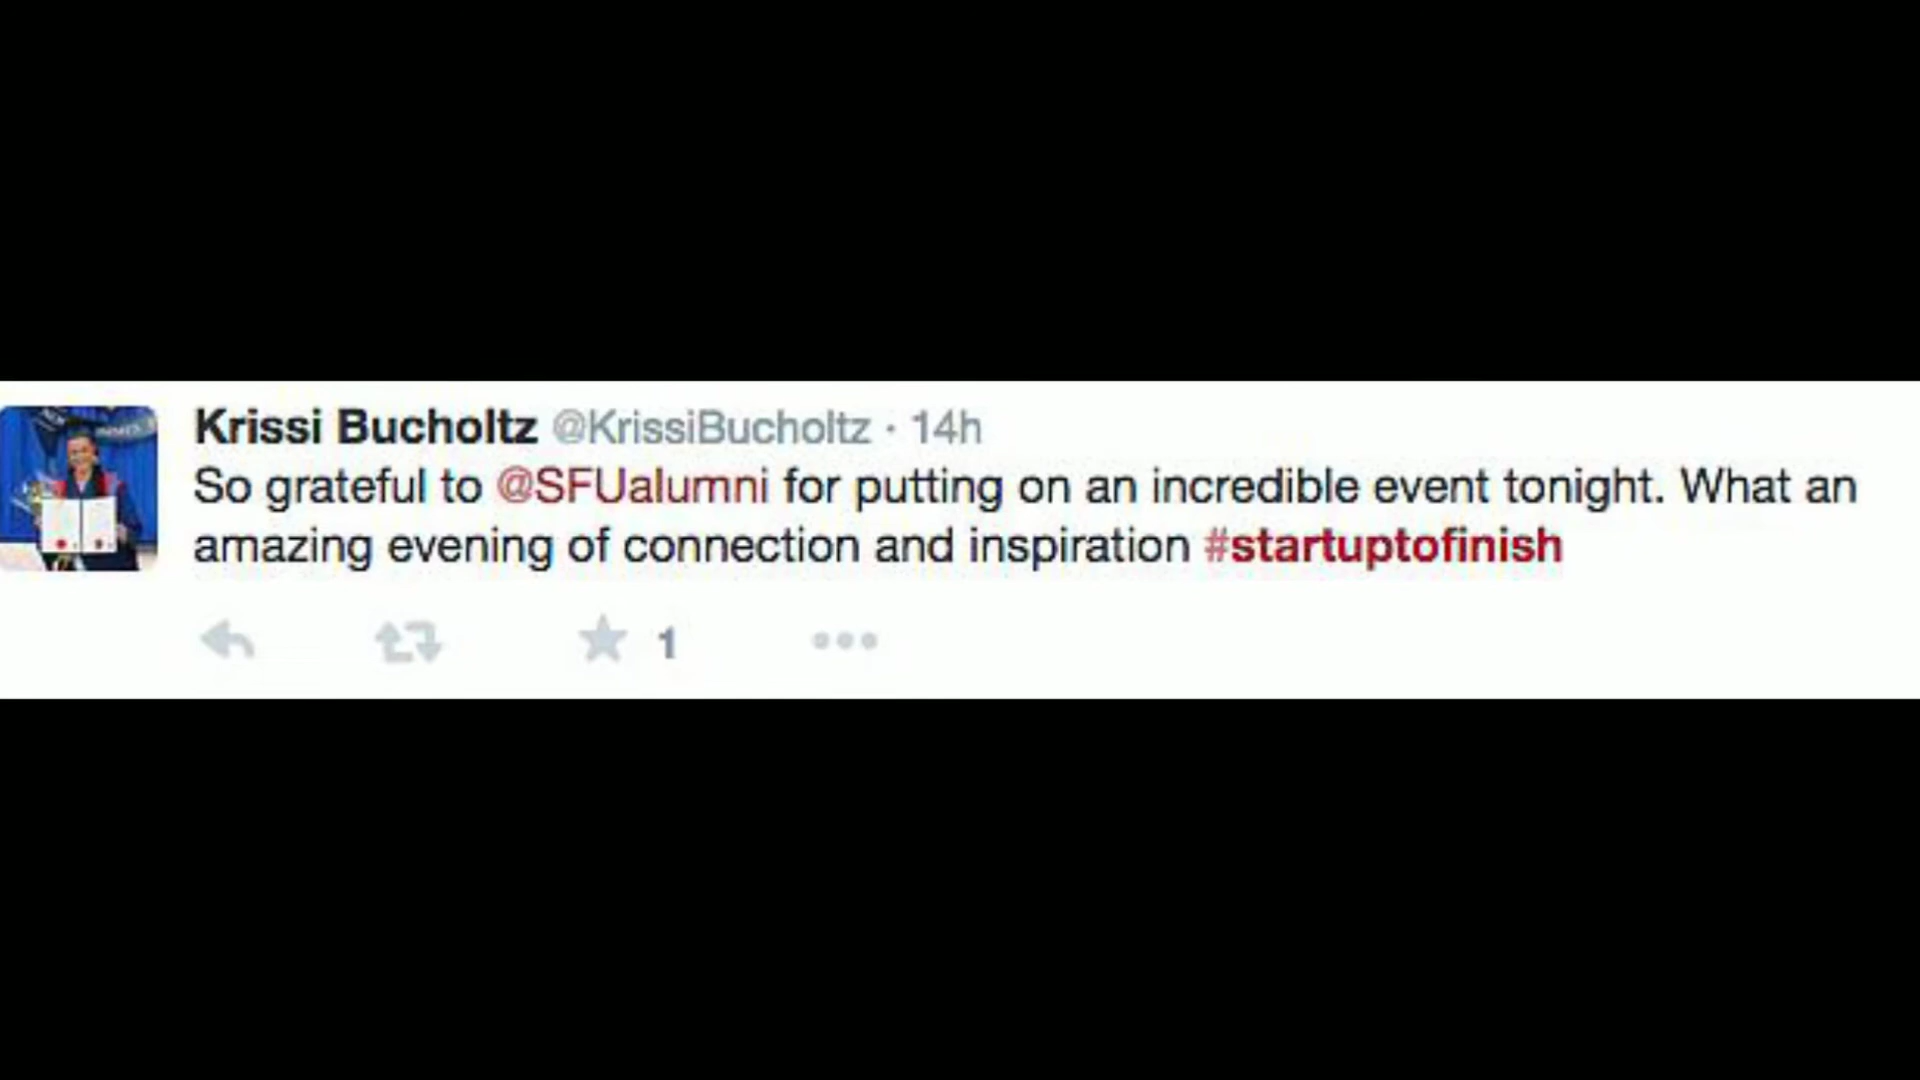 Krissi Bucholtz @KrissiBucholtz · 14h
So grateful to @SFUalumni for putting on an incredible event tonight. What an
amazing evening of connection and inspiration #startuptofinish
1